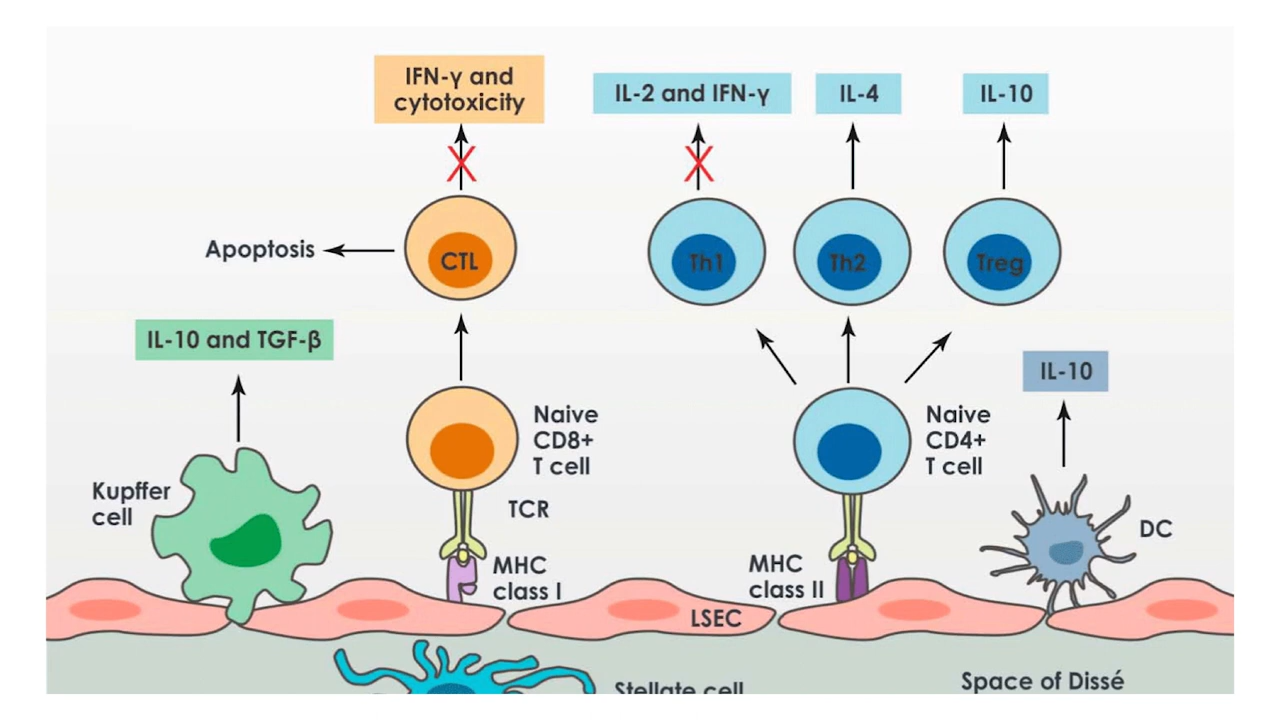 IFN-γ and
cytotoxicity
IL-2 and IFN-γ
IL-4
IL-10
Apoptosis
CTL
Th1
Th2
Treg
IL-10 and TGF-β
IL-10
Naive
CD8+
T cell
Naive
CD4+
T cell
Kupffer
cell
TCR
DC
MHC
class I
MHC
class II
LSEC
Stellate cell
Space of Dissé